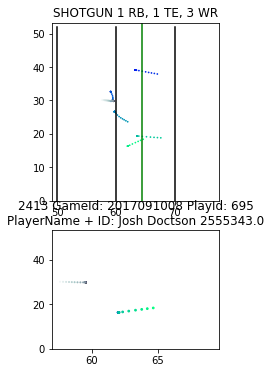 SHOTGUN 1 RB, 1 TE, 3 WR
50
40
30
20
10
0
50 60 70
2413 GameId: 2017091008 PlayId: 695
PlayerName + ID: Josh Doctson 2555343.0
40
20
0
60 65